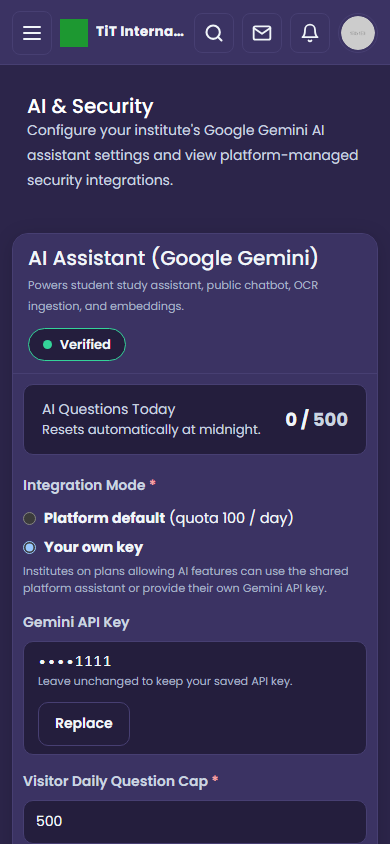 TiT Interna...
AI & Security
Configure your institute's Google Gemini AI
assistant settings and view platform-managed
security integrations.
AI Assistant (Google Gemini)
Powers student study assistant, public chatbot, OCR
ingestion, and embeddings.
Verified
AI Questions Today
Resets automatically at midnight.
0 / 500
Integration Mode *
Platform default (quota 100 / day)
Your own key
Institutes on plans allowing AI features can use the shared
platform assistant or provide their own Gemini API key.
Gemini API Key
••••1111
Leave unchanged to keep your saved API key.
Replace
Visitor Daily Question Cap *
500